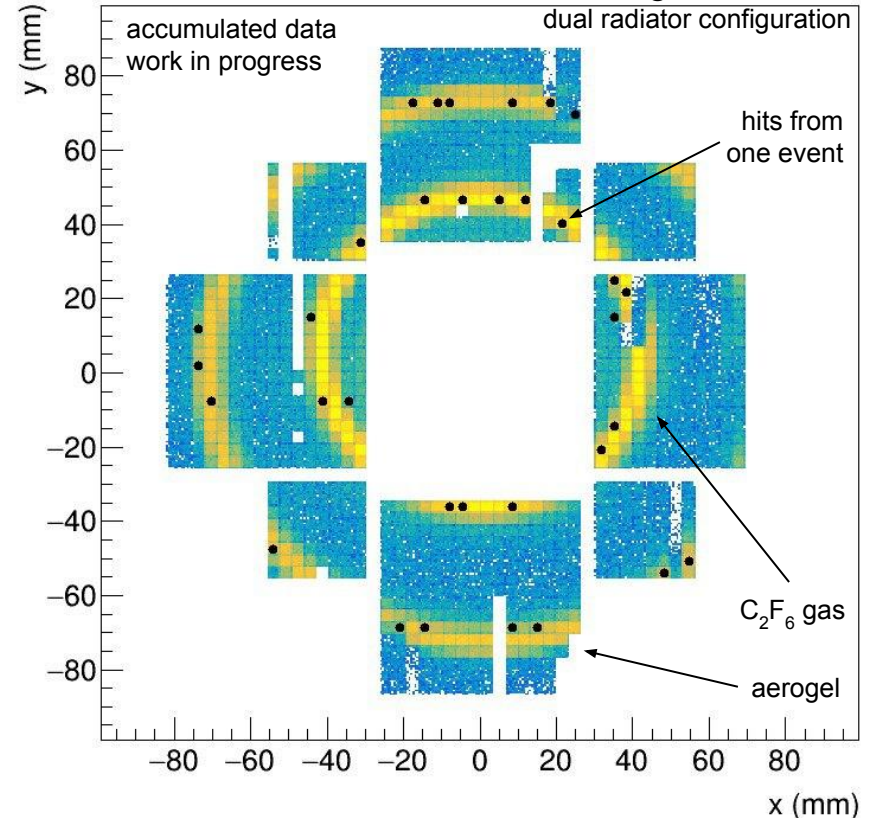 dual radiator configuration
accumulated data
work in progress
hits from
one event
C2F6 gas
aerogel
y (mm)
80
60
40
20
0
−20
−40
−60
−80
−80 −60 −40 −20 0 20 40 60 80
x (mm)